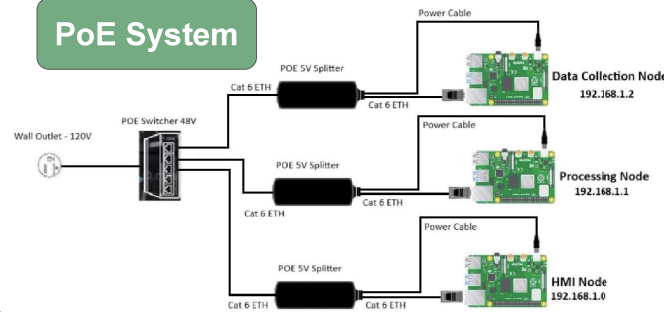 PoE System
Power Cable
POE 5V Splitter
Data Collection Node
192.168.1.2
Cat 6 ETH
Cat 6 ETH
POE Switcher 48V
Wall Outlet - 120V
Power Cable
POE 5V Splitter
Processing Node
192.168.1.1
Cat 6 ETH
Cat 6 ETH
Power Cable
POE 5V Splitter
HMI Node
192.168.1.0
Cat 6 ETH
Cat 6 ETH